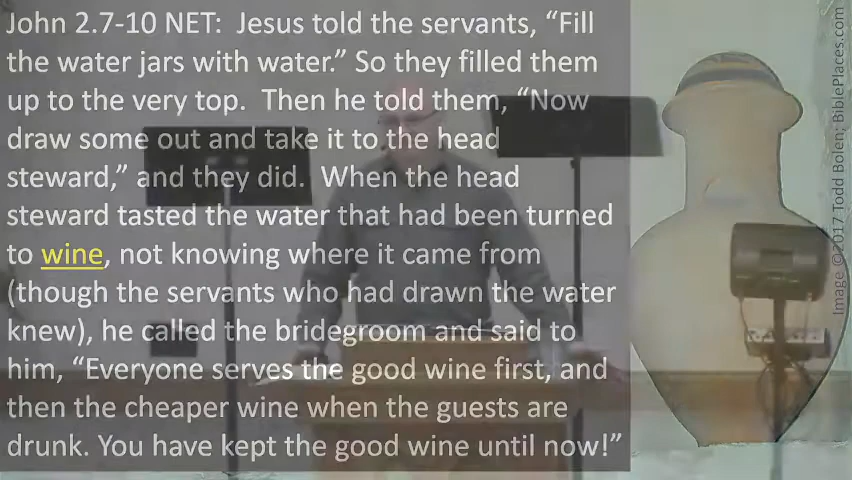 John 2.7-10 NET:  Jesus told the servants, “Fill
the water jars with water.” So they filled them
up to the very top.  Then he told them, “Now
draw some out and take it to the head
steward,” and they did.  When the head
steward tasted the water that had been turned
to wine, not knowing where it came from
(though the servants who had drawn the water
knew), he called the bridegroom and said to
him, “Everyone serves the good wine first, and
then the cheaper wine when the guests are
drunk. You have kept the good wine until now!”
Image ©2017 Todd Bolen; BiblePlaces.com